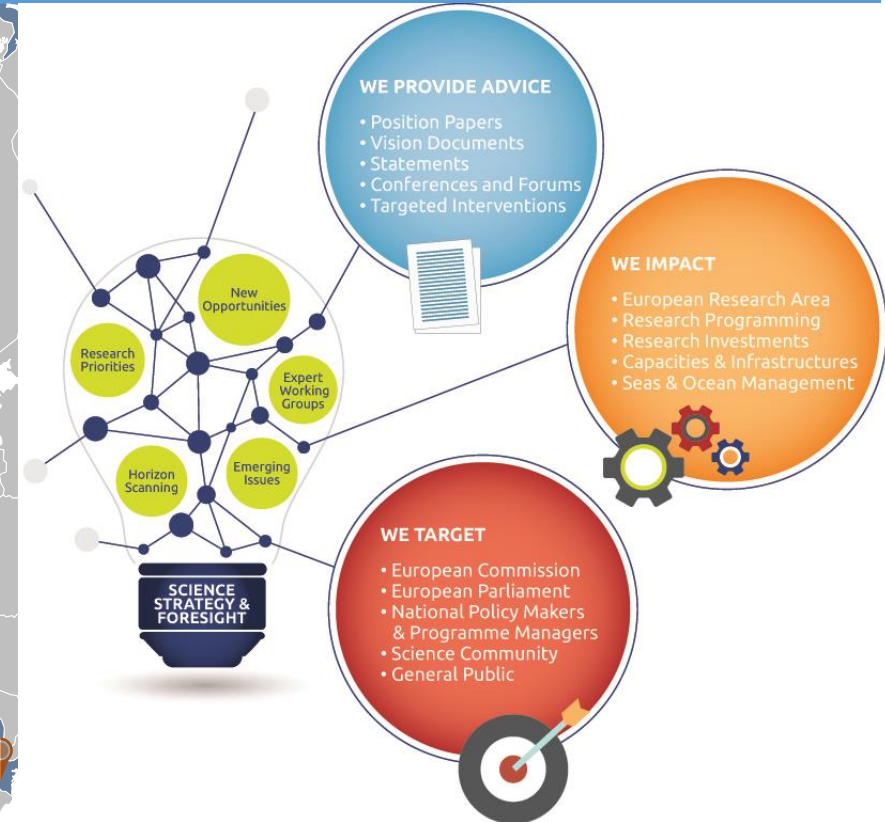 WE PROVIDE ADVICE
• Position Papers
• Vision Documents
• Statements
• Conferences and Forums
• Targeted Interventions
WE IMPACT
• European Research Area
• Research Programming
• Research Investments
• Capacities & Infrastructures
• Seas & Ocean Management
New
Opportunities
Research
Priorities
Expert
Working
Groups
Horizon
Scanning
Emerging
Issues
SCIENCE
STRATEGY &
FORESIGHT
WE TARGET
• European Commission
• European Parliament
• National Policy Makers
& Programme Managers
• Science Community
• General Public